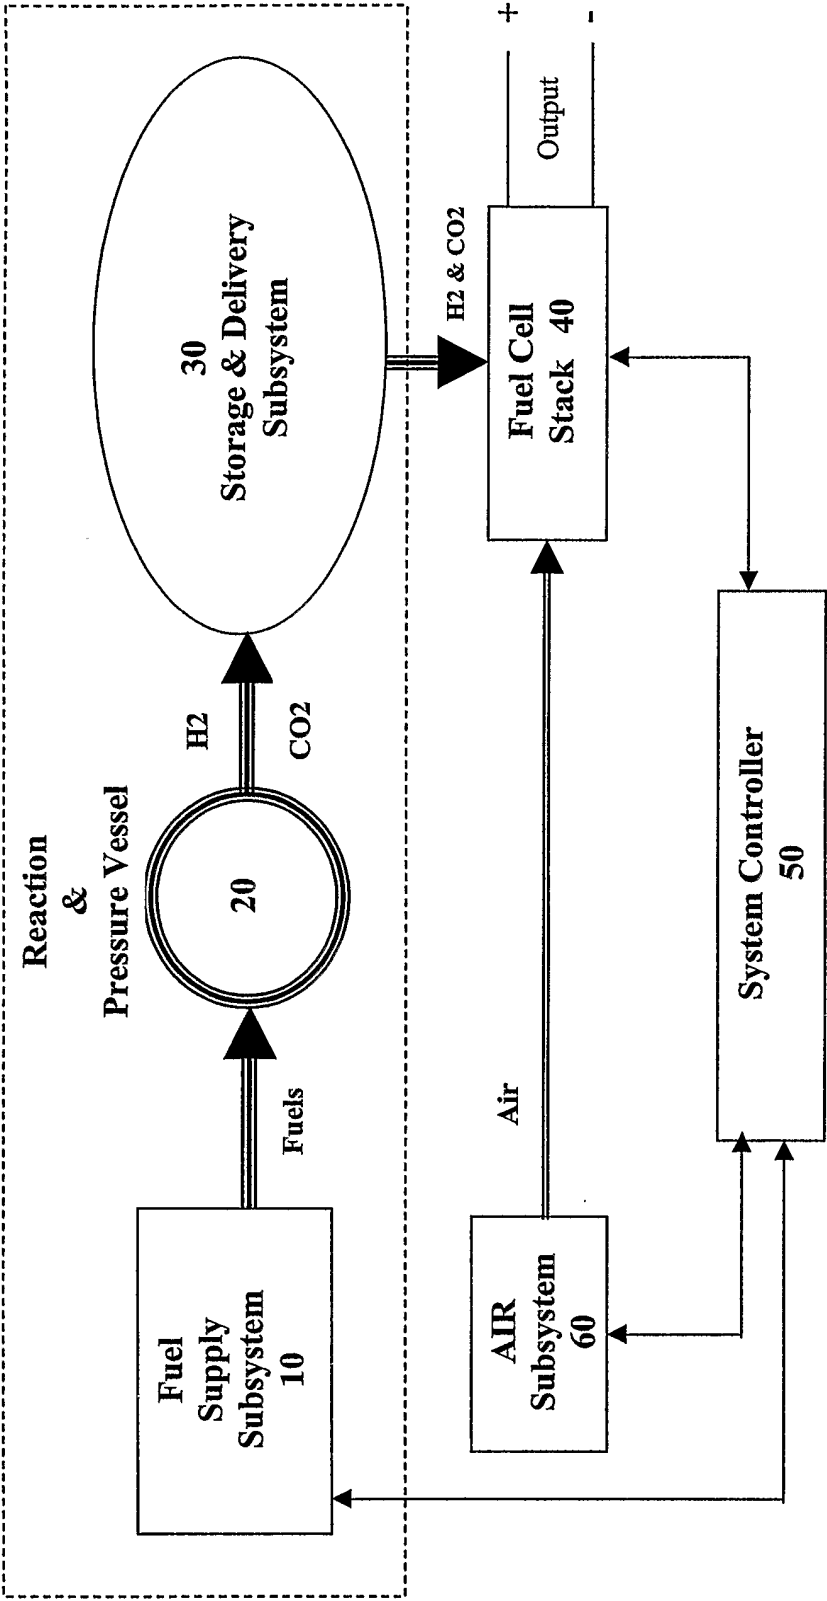 Reaction
&
Pressure Vessel
Fuel
Supply
Subsystem
10
Fuels
20
H2
CO2
30
Storage & Delivery
Subsystem
H2 & CO2
AIR
Subsystem
60
Air
Fuel Cell
Stack 40
+
Output
-
System Controller
50